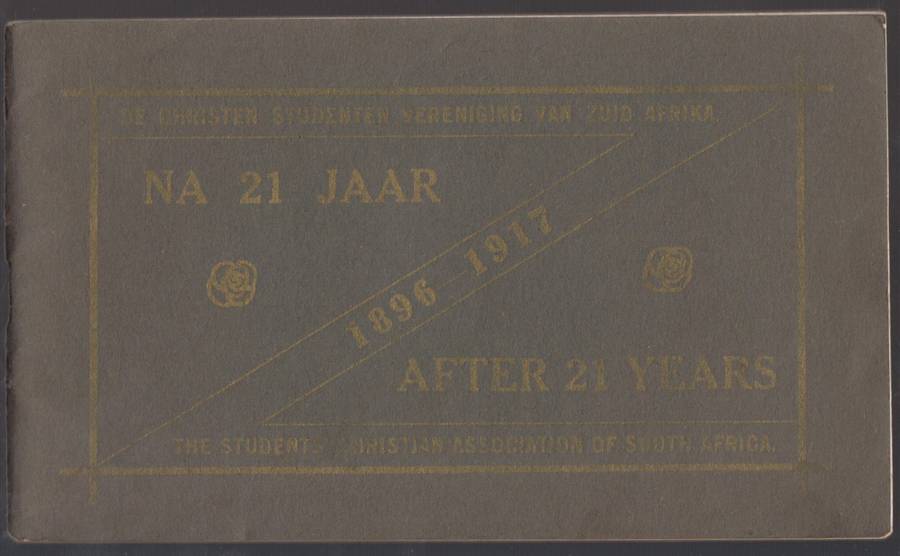 DE CHRISTEN STUDENTEN VERENIGING VAN ZUID AFRIKA.
NA 21 JAAR
1896 1917
AFTER 21 YEARS
THE STUDENTS CHRISTIAN ASSOCIATION OF SOUTH AFRICA.